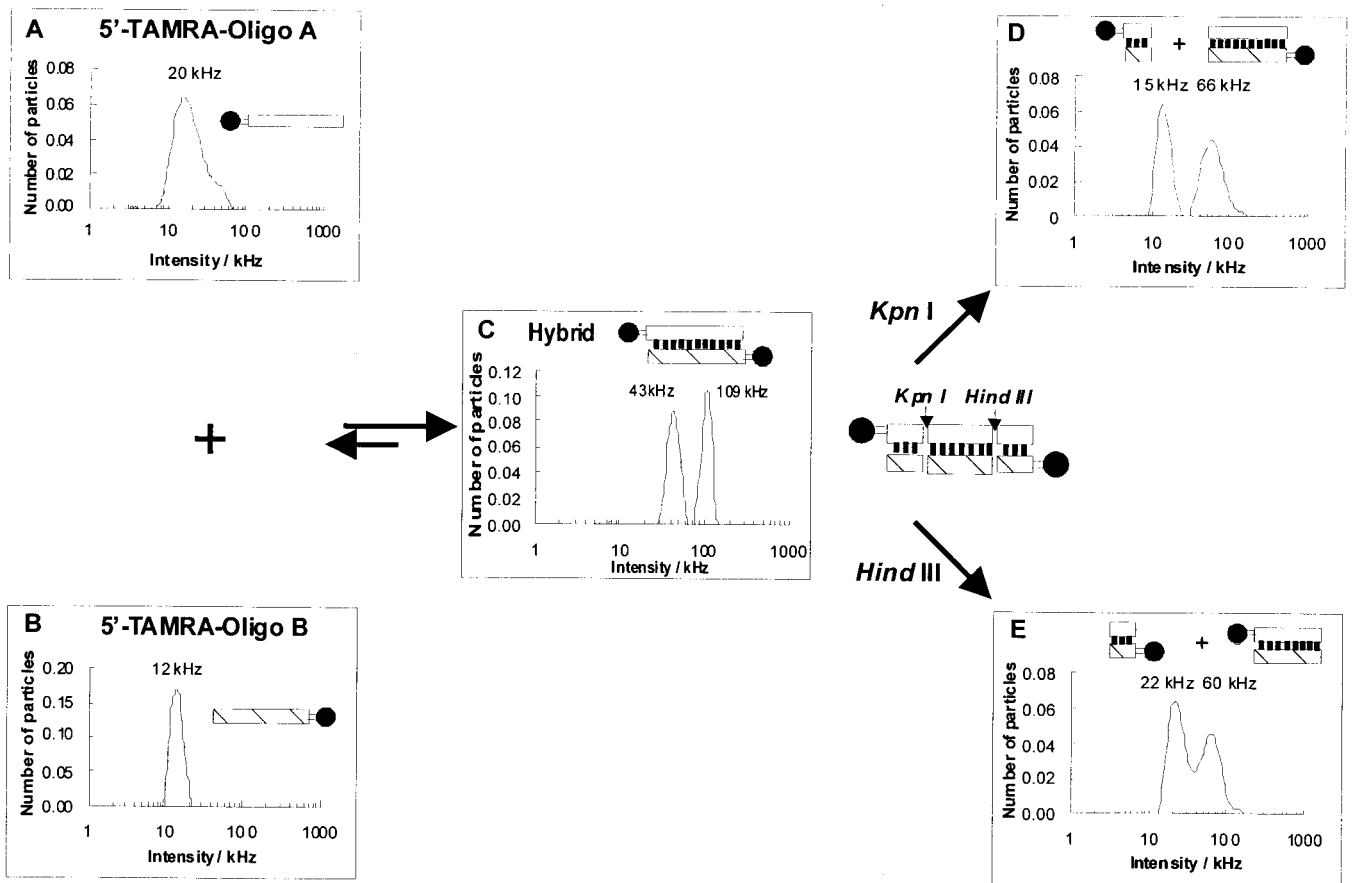 A 5'-TAMRA-Oligo A
Number of particles
0.08
0.06
0.04
0.02
0.00
20 kHz
1 10 100 1000
Intensity / kHz
B 5'-TAMRA-Oligo B
Number of particles
0.20
0.15
0.10
0.05
0.00
12 kHz
1 10 100 1000
Intensity / kHz
+
C Hybrid
Number of particles
0.12
0.10
0.08
0.06
0.04
0.02
0.00
43kHz 109 kHz
1 10 100 1000
Intensity / kHz
Kpn I
Kpn I Hind III
Hind III
D
+
Number of particles
0.08
0.06
0.04
0.02
0
15 kHz 66 kHz
1 10 100 1000
Intensity / kHz
E
+
Number of particles
0.08
0.06
0.04
0.02
0.00
22 kHz 60 kHz
1 10 100 1000
Intensity / kHz